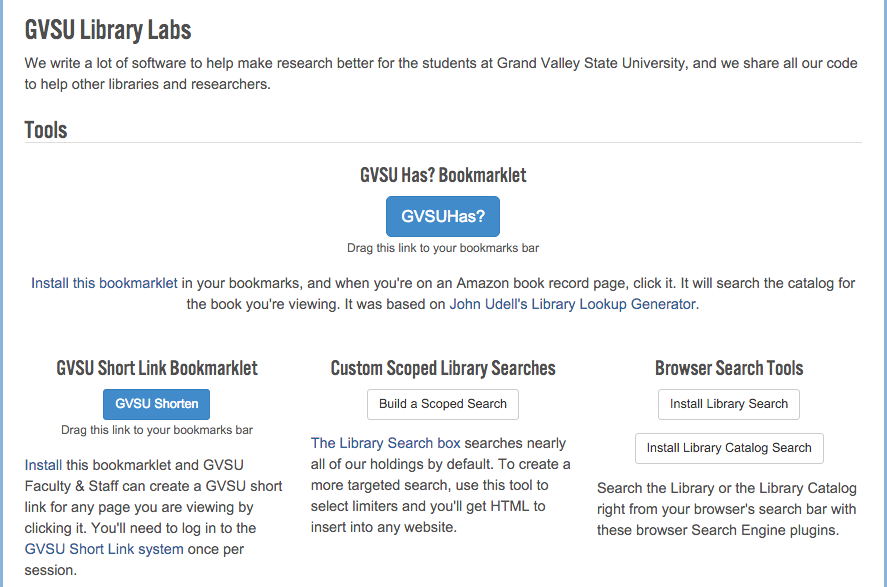 GVSU Library Labs
We write a lot of software to help make research better for the students at Grand Valley State University, and we share all our code
to help other libraries and researchers.
Tools
GVSU Has? Bookmarklet
GVSUHas?
Drag this link to your bookmarks bar
Install this bookmarklet in your bookmarks, and when you're on an Amazon book record page, click it. It will search the catalog for
the book you're viewing. It was based on John Udell's Library Lookup Generator.
GVSU Short Link Bookmarklet
GVSU Shorten
Drag this link to your bookmarks bar
Install this bookmarklet and GVSU
Faculty & Staff can create a GVSU short
link for any page you are viewing by
clicking it. You'll need to log in to the
GVSU Short Link system once per
session.
Custom Scoped Library Searches
Build a Scoped Search
The Library Search box searches nearly
all of our holdings by default. To create a
more targeted search, use this tool to
select limiters and you'll get HTML to
insert into any website.
Browser Search Tools
Install Library Search
Install Library Catalog Search
Search the Library or the Library Catalog
right from your browser's search bar with
these browser Search Engine plugins.